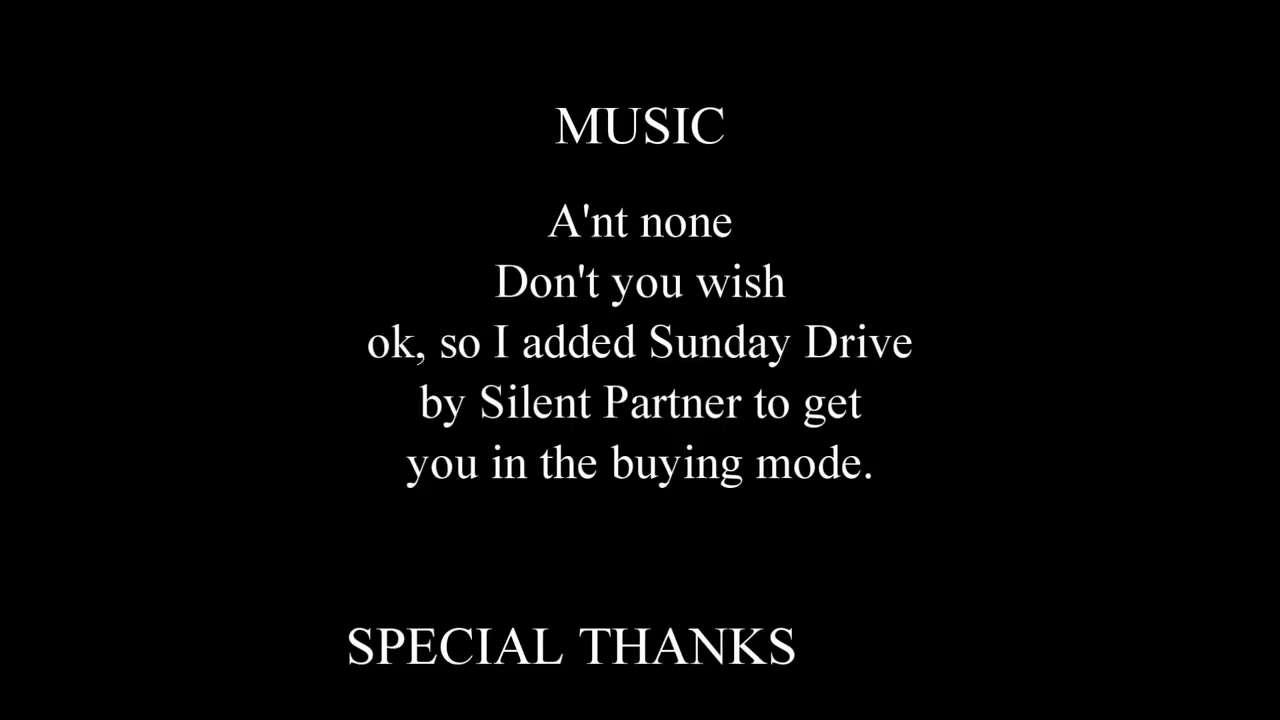 MUSIC
A'nt none
Don't you wish
ok, so I added Sunday Drive
by Silent Partner to get
you in the buying mode.
SPECIAL THANKS